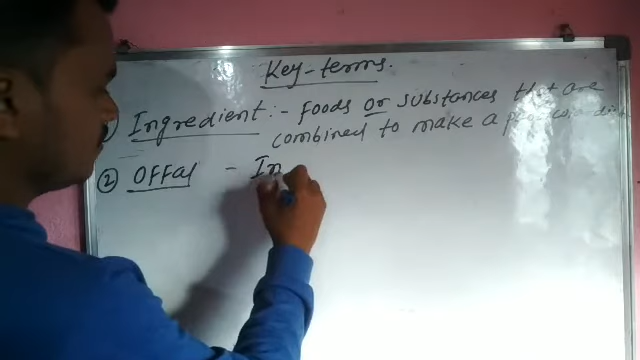 Key-terms.
① Ingredient:- Foods or substances that are
combined to make a
② OFFal - In